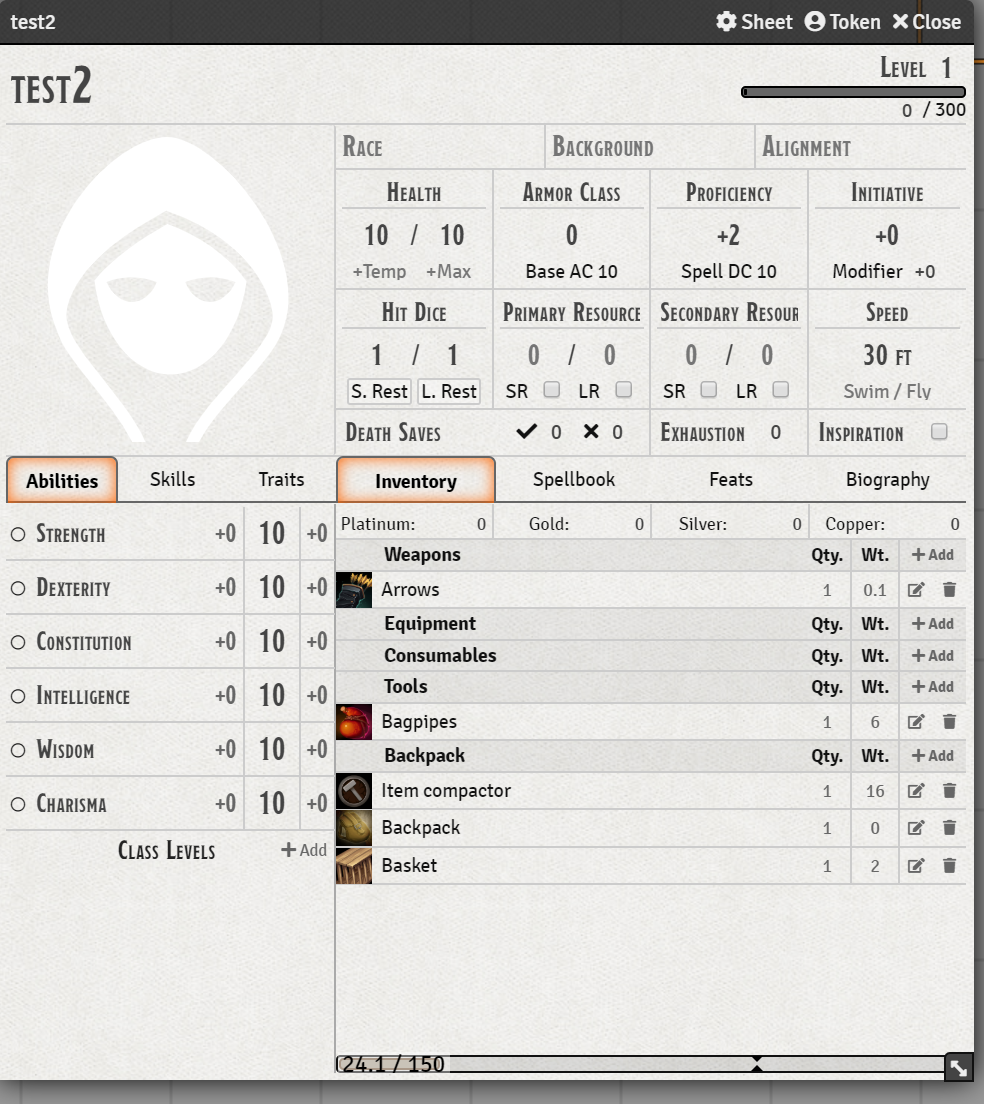 test2 Sheet Token Close
test2
Level 1
0 / 300
Race Background Alignment
Health Armor Class Proficiency Initiative
10 / 10 0 +2 +0
+Temp +Max Base AC 10 Spell DC 10 Modifier +0
Hit Dice Primary Resource Secondary Resour Speed
1 / 1 0 / 0 0 / 0 30 ft
S. Rest L. Rest SR LR SR LR Swim / Fly
Death Saves 0 0 Exhaustion 0 Inspiration
Abilities Skills Traits
Strength +0 10 +0
Dexterity +0 10 +0
Constitution +0 10 +0
Intelligence +0 10 +0
Wisdom +0 10 +0
Charisma +0 10 +0
Class Levels Add
Inventory Spellbook Feats Biography
Platinum: 0 Gold: 0 Silver: 0 Copper: 0
Weapons Qty. Wt. Add
Arrows 1 0.1
Equipment Qty. Wt. Add
Consumables Qty. Wt. Add
Tools Qty. Wt. Add
Bagpipes 1 6
Backpack Qty. Wt. Add
Item compactor 1 16
Backpack 1 0
Basket 1 2
24.1 / 150